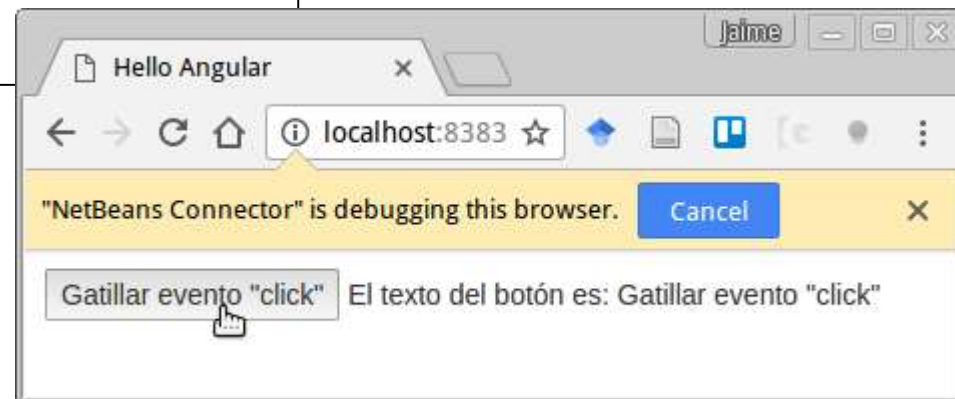 Jaime
Hello Angular
localhost:8383
"NetBeans Connector" is debugging this browser. Cancel
Gatillar evento "click" El texto del botón es: Gatillar evento "click"